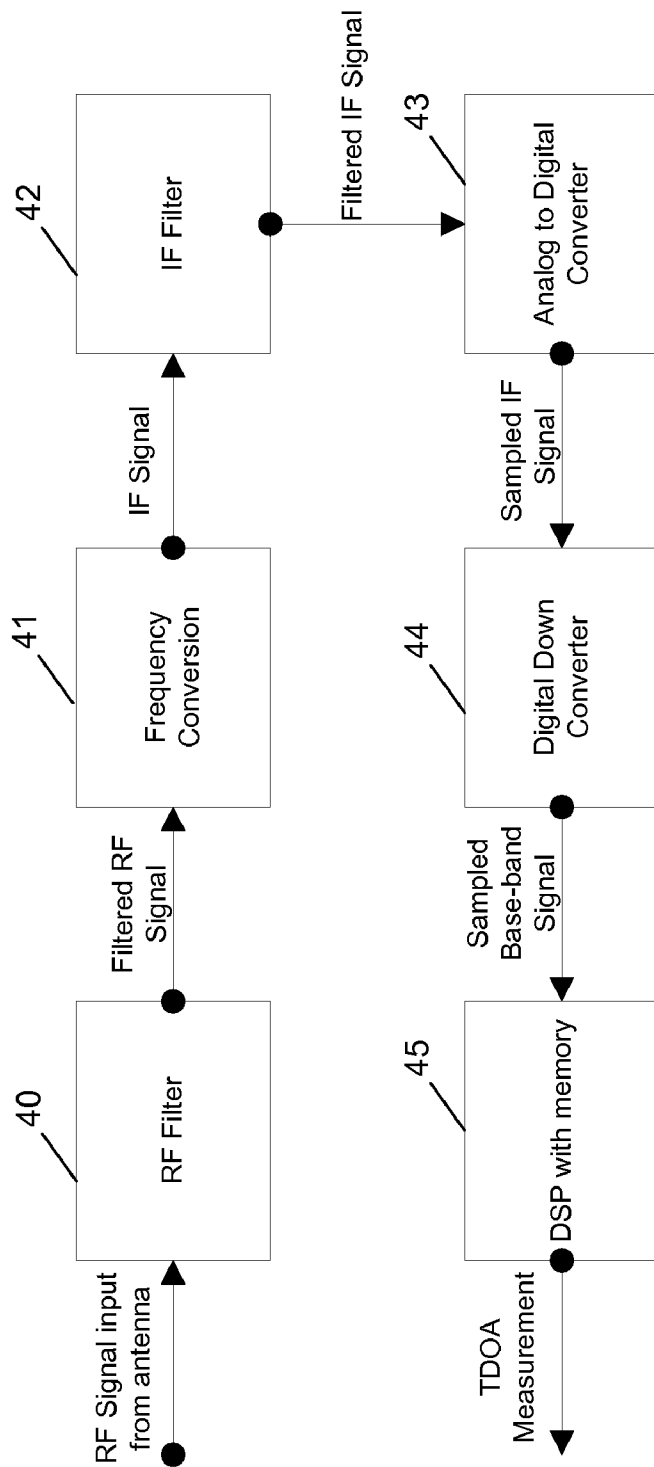 RF Signal input
from antenna
40
RF Filter
Filtered RF
Signal
41
Frequency
Conversion
IF Signal
42
IF Filter
Filtered IF Signal
43
Analog to Digital
Converter
Sampled IF
Signal
44
Digital Down
Converter
Sampled
Base-band
Signal
45
DSP with memory
TDOA
Measurement